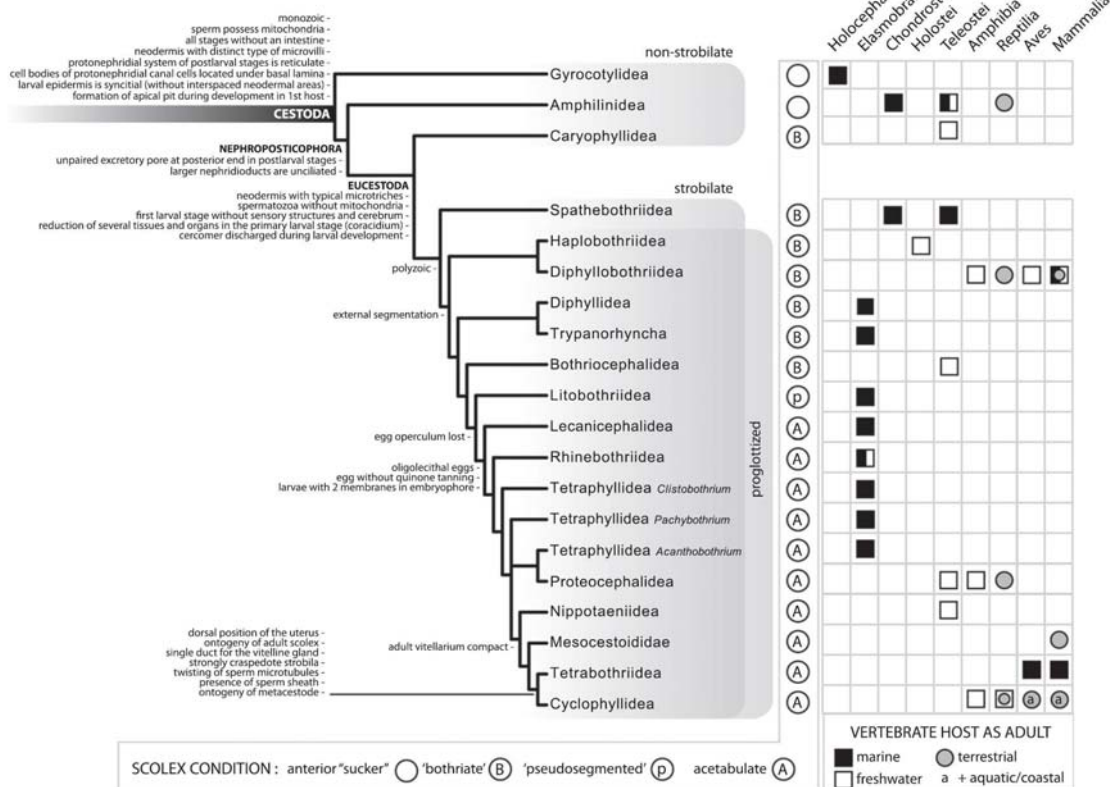 monozoic -
sperm possess mitochondria -
all stages without an intestine -
neodermis with distinct type of microvilli -
protonephridial system of postlarval stages is reticulate -
cell bodies of protonephridial canal cells located under basal lamina -
larval epidermis is syncitial (without interspaced neodermal areas) -
formation of apical pit during development in 1st host -
CESTODA
NEPHROPOSTICOPHORA
unpaired excretory pore at posterior end in postlarval stages -
larger nephridioducts are unciliated -
EUCESTODA
neodermis with typical microtriches -
spermatozoa without mitochondria -
first larval stage without sensory structures and cerebrum -
reduction of several tissues and organs in the primary larval stage (coracidium) -
cercomer discharged during larval development -
polyzoic -
external segmentation -
egg operculum lost -
oligolecithal eggs -
egg without quinone tanning -
larvae with 2 membranes in embryophore -
adult vitellarium compact -
dorsal position of the uterus -
ontogeny of adult scolex -
single duct for the vitelline gland -
strongly craspedote strobila -
twisting of sperm microtubules -
presence of sperm sheath -
ontogeny of metacestode -
non-strobilate
Gyrocotylidea
Amphilinidea
Caryophyllidea B
strobilate
Spathebothriidea B
Haplobothriidea B
Diphyllobothriidea B
Diphyllidea B
Trypanorhyncha B
Bothriocephalidea B
Litobothriidea p
Lecanicephalidea A
Rhinebothriidea A
Tetraphyllidea Clistobothrium A
Tetraphyllidea Pachybothrium A
Tetraphyllidea Acanthobothrium A
Proteocephalidea A
Nippotaeniidea A
Mesocestoididae A
Tetrabothriidea A
Cyclophyllidea A a a
proglottized
Holocepha
Elasmobra
Chondros
Holostei
Teleostei
Amphibia
Reptilia
Aves
Mammalia
VERTEBRATE HOST AS ADULT
marine terrestrial
freshwater a + aquatic/coastal
SCOLEX CONDITION : anterior "sucker" 'bothriate' B 'pseudosegmented' p acetabulate A